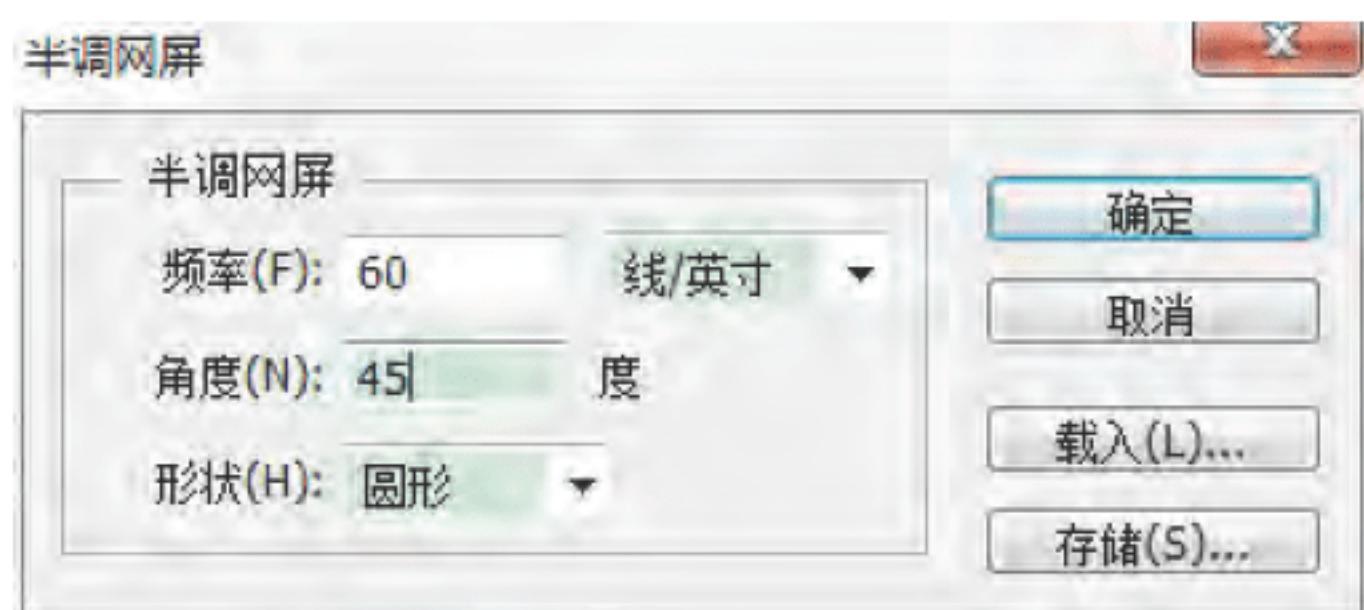 半调网屏
半调网屏
频率(F): 60 线/英寸
角度(N): 45 度
形状(H): 圆形
确定
取消
载入(L)...
存储(S)...